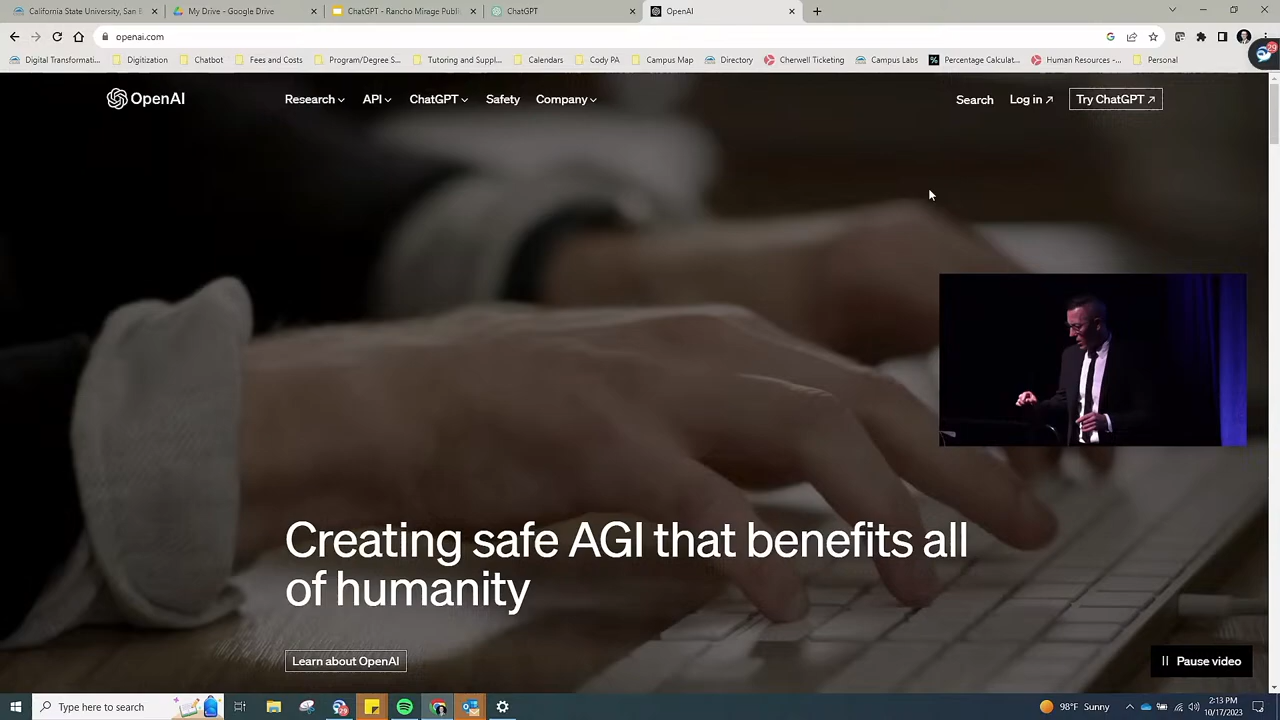 California State University, San
My Drive - Google Drive
ChatGPT - Rancho Mirage Publi
ChatGPT
OpenAI
openai.com
Digital Transformati...
Digitization
Chatbot
Fees and Costs
Program/Degree S...
Tutoring and Suppl...
Calendars
Cody PA
Campus Map
Directory
Cherwell Ticketing
Campus Labs
Percentage Calculat...
Human Resources -...
Personal
29
OpenAI
Research
API
ChatGPT
Safety
Company
Search
Log in ↗
Try ChatGPT ↗
Creating safe AGI that benefits all
of humanity
Learn about OpenAI
Pause video
Type here to search
29
98°F Sunny
2:13 PM
10/17/2023